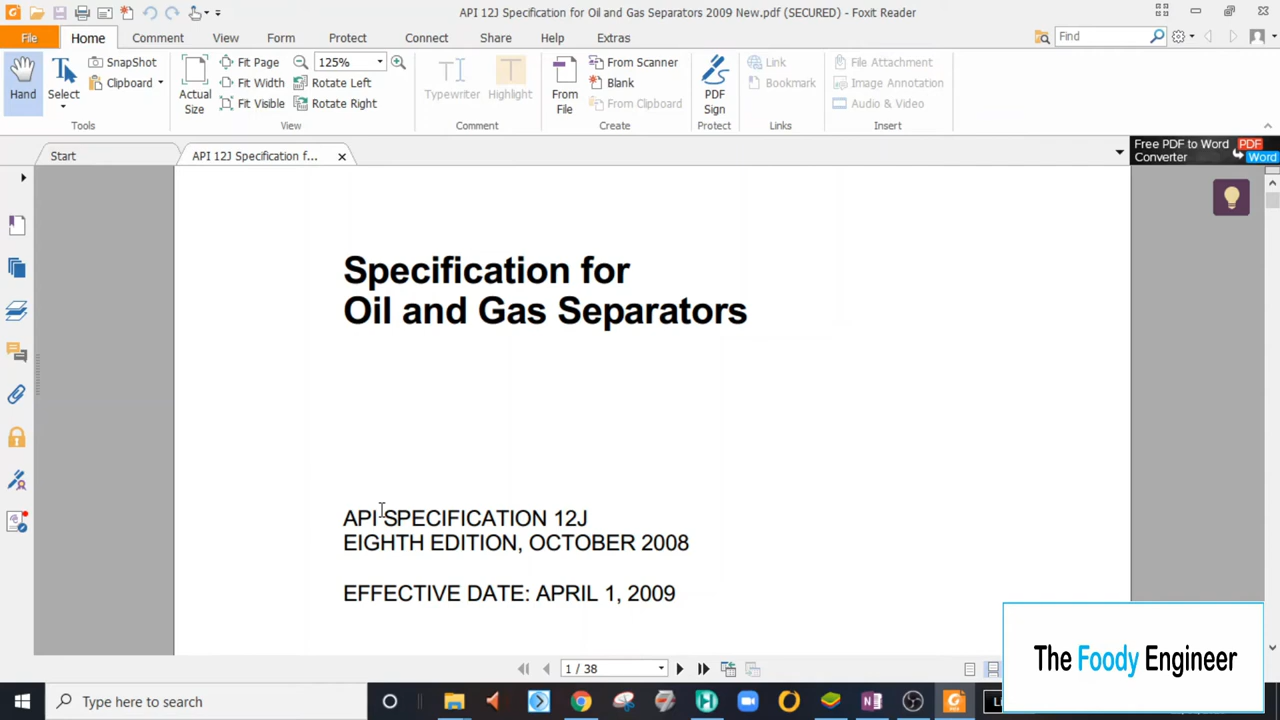 API 12J Specification for Oil and Gas Separators 2009 New.pdf (SECURED) - Foxit Reader
File Home Comment View Form Protect Connect Share Help Extras Find
Hand
Select
SnapShot
Clipboard
Tools
Actual Size
Fit Page
Fit Width
Fit Visible
125%
Rotate Left
Rotate Right
View
Typewriter
Highlight
Comment
From File
From Scanner
Blank
From Clipboard
Create
PDF Sign
Protect
Link
Bookmark
Links
File Attachment
Image Annotation
Audio & Video
Insert
Start
API 12J Specification f...
Free PDF to Word Converter
PDF
Word
Specification for
Oil and Gas Separators
API SPECIFICATION 12J
EIGHTH EDITION, OCTOBER 2008
EFFECTIVE DATE: APRIL 1, 2009
1 / 38
The Foody Engineer
Type here to search